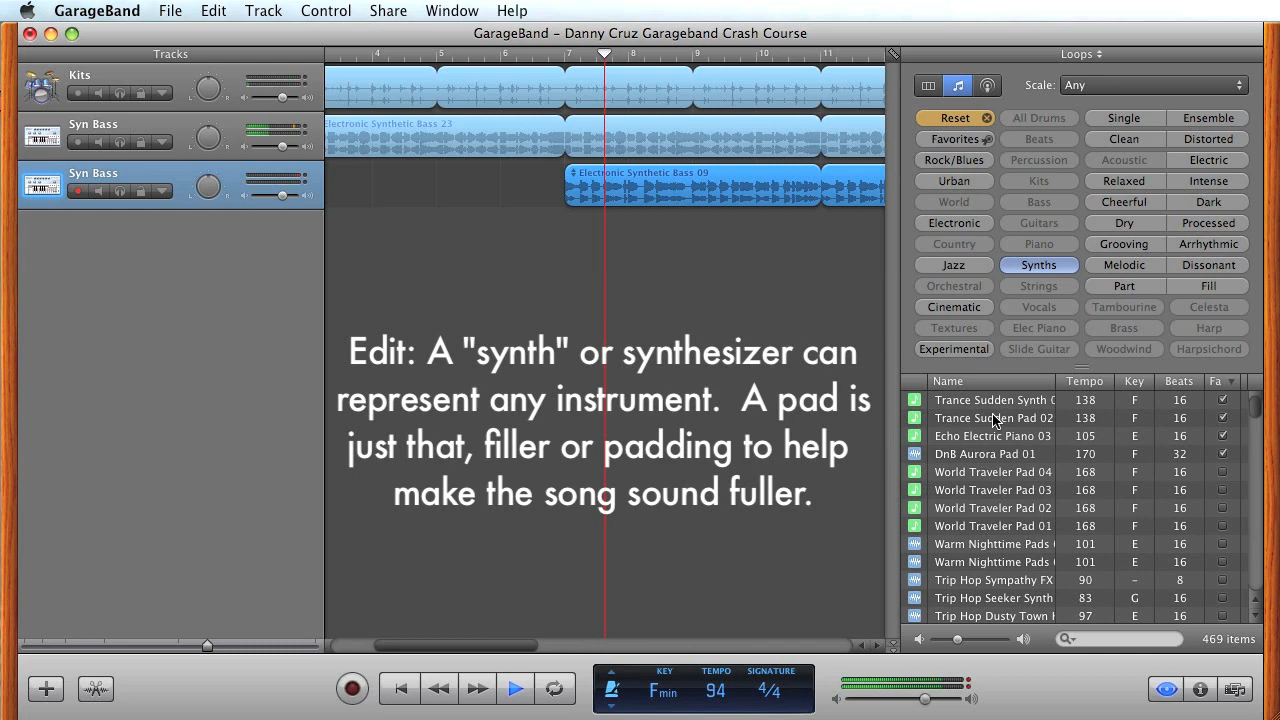 GarageBand File Edit Track Control Share Window Help
GarageBand – Danny Cruz Garageband Crash Course
Tracks
4 5 6 7 8 9 10 11
Loops
Kits
L R
Syn Bass
L R
Syn Bass
L R
Electronic Synthetic Bass 23
Electronic Synthetic Bass 09
Edit: A "synth" or synthesizer can
represent any instrument. A pad is
just that, filler or padding to help
make the song sound fuller.
Scale: Any
Reset All Drums Single Ensemble
Favorites Beats Clean Distorted
Rock/Blues Percussion Acoustic Electric
Urban Kits Relaxed Intense
World Bass Cheerful Dark
Electronic Guitars Dry Processed
Country Piano Grooving Arrhythmic
Jazz Synths Melodic Dissonant
Orchestral Strings Part Fill
Cinematic Vocals Tambourine Celesta
Textures Elec Piano Brass Harp
Experimental Slide Guitar Woodwind Harpsichord
Name Tempo Key Beats Fa
Trance Sudden Synth 138 F 16
Trance Sudden Pad 02 138 F 16
Echo Electric Piano 03 105 E 16
DnB Aurora Pad 01 170 F 32
World Traveler Pad 04 168 F 16
World Traveler Pad 03 168 F 16
World Traveler Pad 02 168 F 16
World Traveler Pad 01 168 F 16
Warm Nighttime Pads 101 E 16
Warm Nighttime Pads 101 E 16
Trip Hop Sympathy FX 90 – 8
Trip Hop Seeker Synth 83 G 16
Trip Hop Dusty Town 97 E 16
469 items
KEY TEMPO SIGNATURE
Fmin 94 4/4